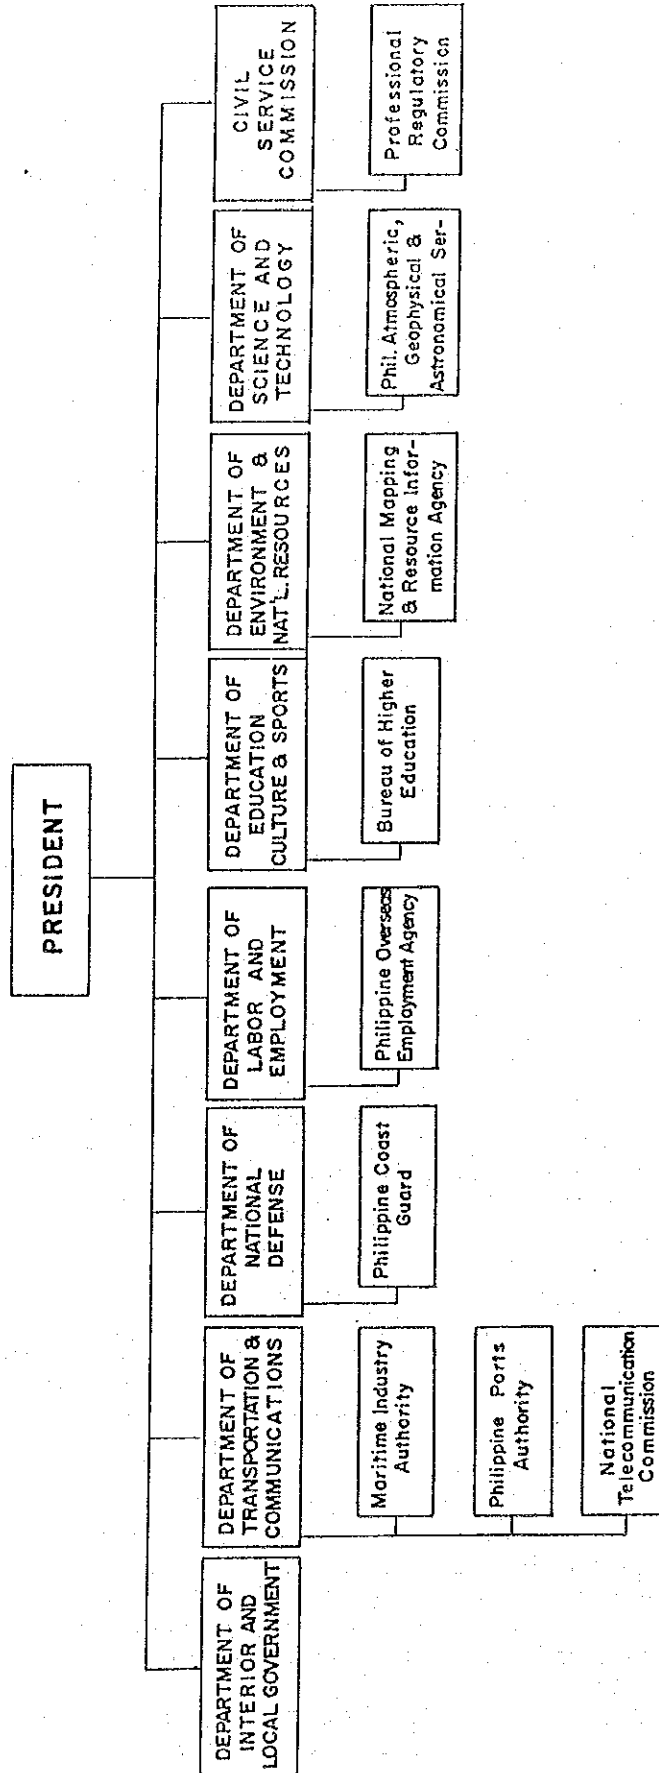 PRESIDENT
DEPARTMENT OF
INTERIOR AND
LOCAL GOVERNMENT
DEPARTMENT OF
TRANSPORTATION &
COMMUNICATIONS
DEPARTMENT OF
NATIONAL
DEFENSE
DEPARTMENT OF
LABOR AND
EMPLOYMENT
DEPARTMENT OF
EDUCATION
CULTURE & SPORTS
DEPARTMENT OF
ENVIRONMENT &
NAT'L. RESOURCES
DEPARTMENT OF
SCIENCE AND
TECHNOLOGY
CIVIL
SERVICE
COMMISSION
Maritime Industry
Authority
Philippine Ports
Authority
National
Telecommunication
Commission
Philippine Coast
Guard
Philippine Overseas
Employment Agency
Bureau of Higher
Education
National Mapping
& Resource Infor-
mation Agency
Phil. Atmospheric,
Geophysical &
Astronomical Ser-
Professional
Regulatory
Commission